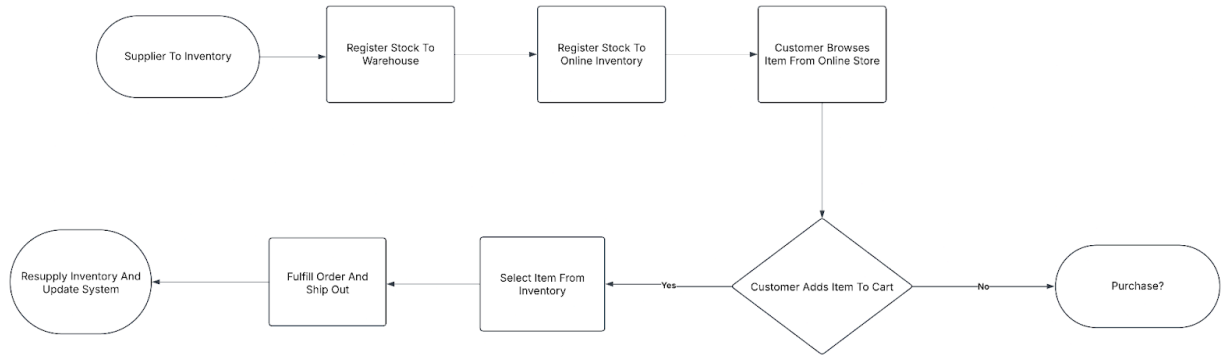 Supplier To Inventory
Register Stock To
Warehouse
Register Stock To
Online Inventory
Customer Browses
Item From Online Store
Resupply Inventory And
Update System
Fulfill Order And
Ship Out
Select Item From
Inventory
Yes
Customer Adds Item To Cart
No
Purchase?